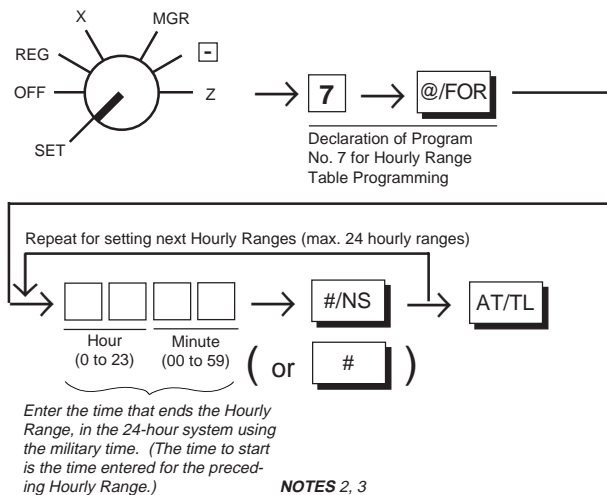 X
MGR
REG
-
OFF
Z
SET
7
@/FOR
Declaration of Program
No. 7 for Hourly Range
Table Programming
Repeat for setting next Hourly Ranges (max. 24 hourly ranges)
#/NS
AT/TL
Hour
(0 to 23)
Minute
(00 to 59)
( or # )
Enter the time that ends the Hourly
Range, in the 24-hour system using
the military time. (The time to start
is the time entered for the preced-
ing Hourly Range.)
NOTES 2, 3